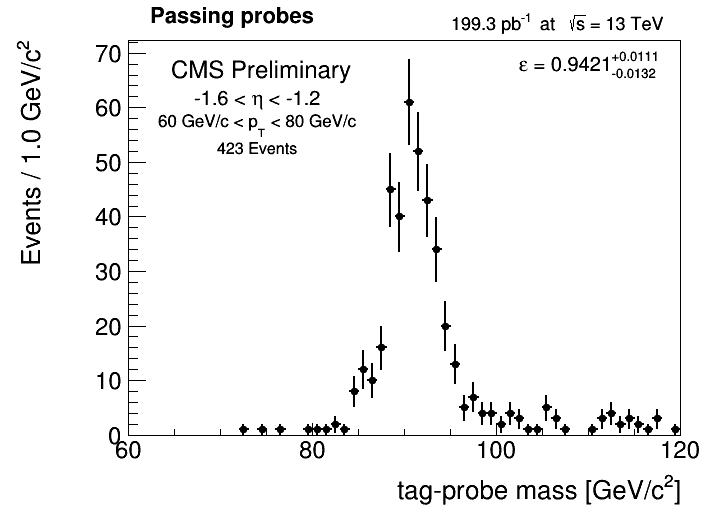 Passing probes
199.3 pb⁻¹ at √s = 13 TeV
CMS Preliminary
ε = 0.9421 +0.0111 -0.0132
-1.6 < η < -1.2
60 GeV/c < p_T < 80 GeV/c
423 Events
Events / 1.0 GeV/c²
70
60
50
40
30
20
10
0
60 80 100 120
tag-probe mass [GeV/c²]